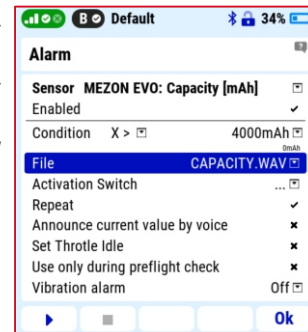 B Default 34%
Alarm
Sensor MEZON EVO: Capacity [mAh]
Enabled
Condition X > 4000mAh
0mAh
File CAPACITY.WAV
Activation Switch ...
Repeat
Announce current value by voice
Set Throtle Idle
Use only during preflight check
Vibration alarm Off
Ok